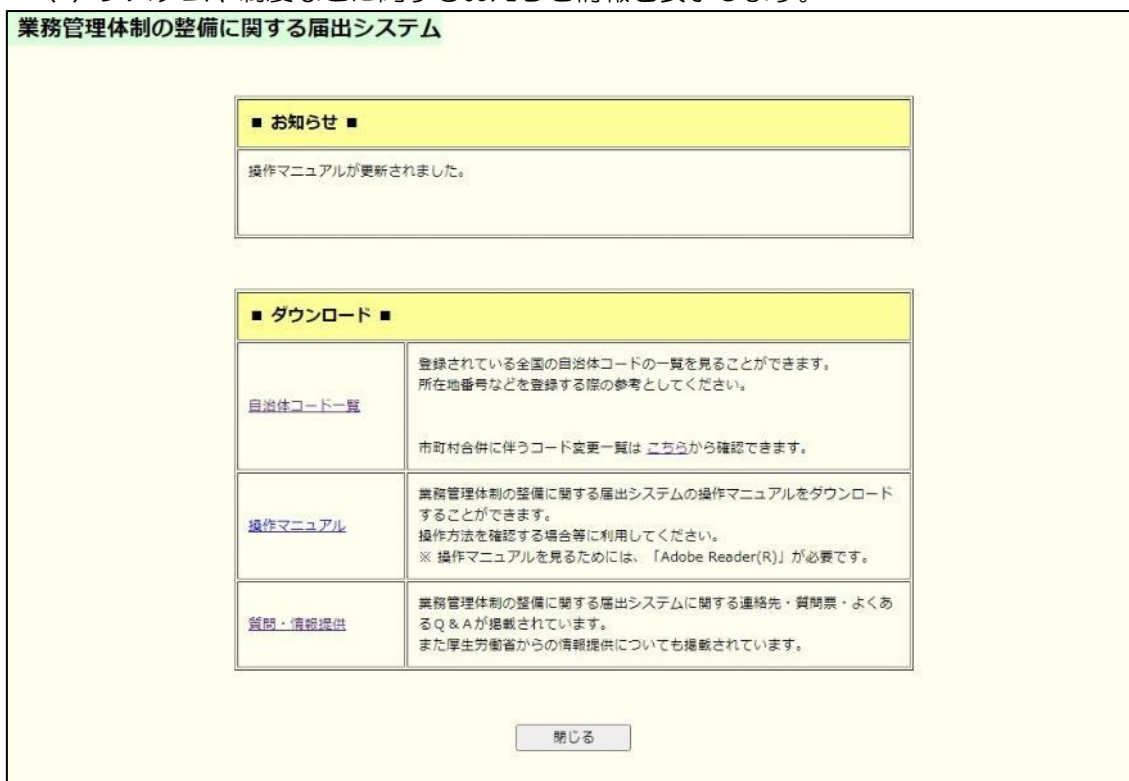 業務管理体制の整備に関する届出システム
■ お知らせ ■
操作マニュアルが更新されました。
■ ダウンロード ■
自治体コード一覧
登録されている全国の自治体コードの一覧を見ることができます。
所在地番号などを登録する際の参考としてください。
市町村合併に伴うコード変更一覧は こちらから確認できます。
操作マニュアル
業務管理体制の整備に関する届出システムの操作マニュアルをダウンロード
することができます。
操作方法を確認する場合等に利用してください。
※ 操作マニュアルを見るためには、「Adobe Reader(R)」が必要です。
質問・情報提供
業務管理体制の整備に関する届出システムに関する連絡先・質問票・よくあ
るQ&Aが掲載されています。
また厚生労働省からの情報提供についても掲載されています。
閉じる